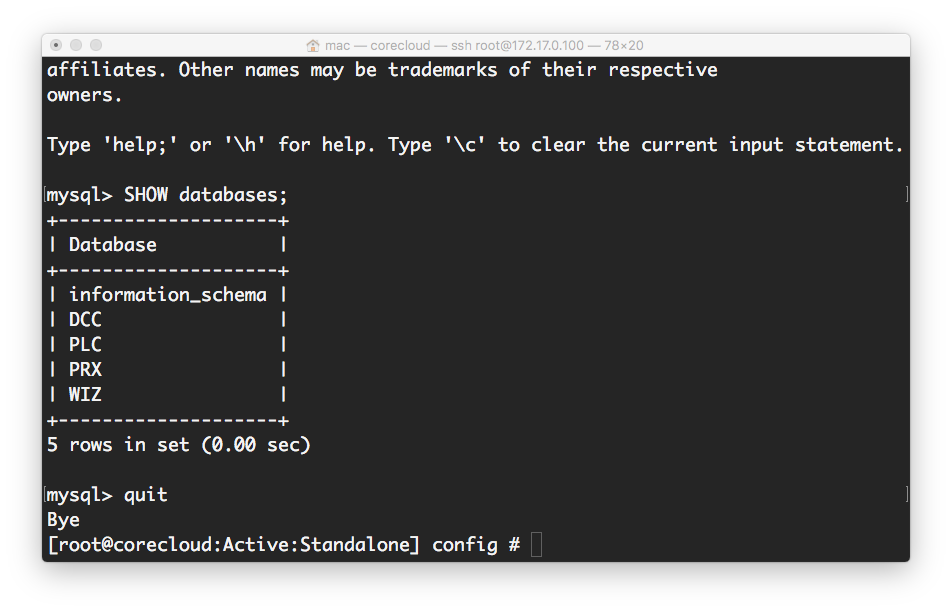 mac — corecloud — ssh root@172.17.0.100 — 78×20
affiliates. Other names may be trademarks of their respective
owners.
Type 'help;' or '\h' for help. Type '\c' to clear the current input statement.
[mysql> SHOW databases; ]
+--------------------+
| Database           |
+--------------------+
| information_schema |
| DCC                |
| PLC                |
| PRX                |
| WIZ                |
+--------------------+
5 rows in set (0.00 sec)
[mysql> quit ]
Bye
[root@corecloud:Active:Standalone] config #